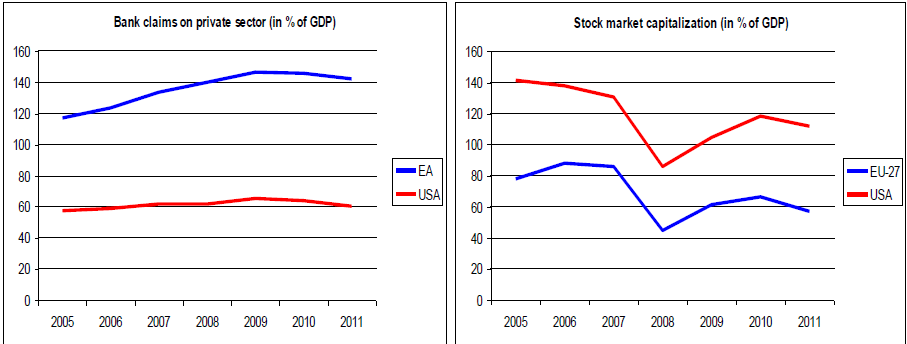 Bank claims on private sector (in % of GDP)
160
140
120
100
80
60
40
20
0
2005 2006 2007 2008 2009 2010 2011
EA
USA
Stock market capitalization (in % of GDP)
160
140
120
100
80
60
40
20
0
2005 2006 2007 2008 2009 2010 2011
EU-27
USA